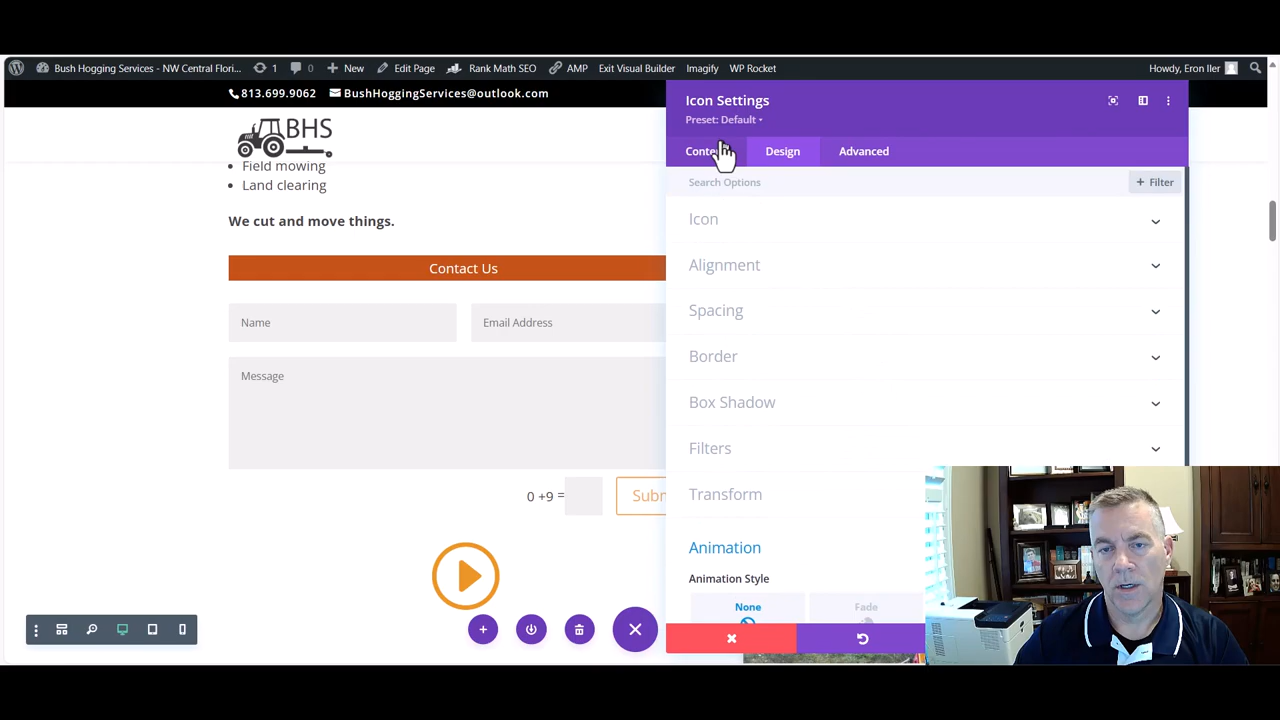 Bush Hogging Services - NW Central Flori... 1 0 New Edit Page Rank Math SEO AMP Exit Visual Builder Imagify WP Rocket Howdy, Eron Iler
813.699.9062 BushHoggingServices@outlook.com
BHS
Field mowing
Land clearing
We cut and move things.
Contact Us
Name Email Address
Message
0 +9 =
Icon Settings
Preset: Default
Design Advanced
Search Options + Filter
Icon
Alignment
Spacing
Border
Box Shadow
Filters
Transform
Animation
Animation Style
None Fade